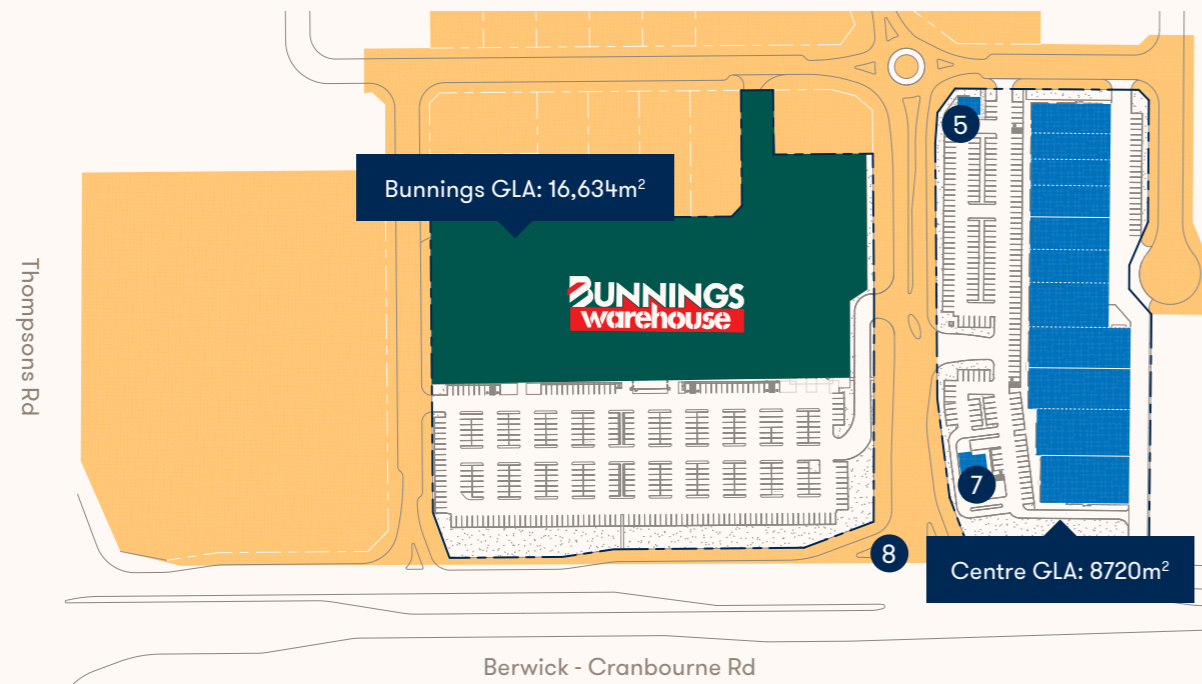 5
Bunnings GLA: 16,634m²
Thompsons Rd
BUNNINGS
warehouse
7
8
Centre GLA: 8720m²
Berwick - Cranbourne Rd